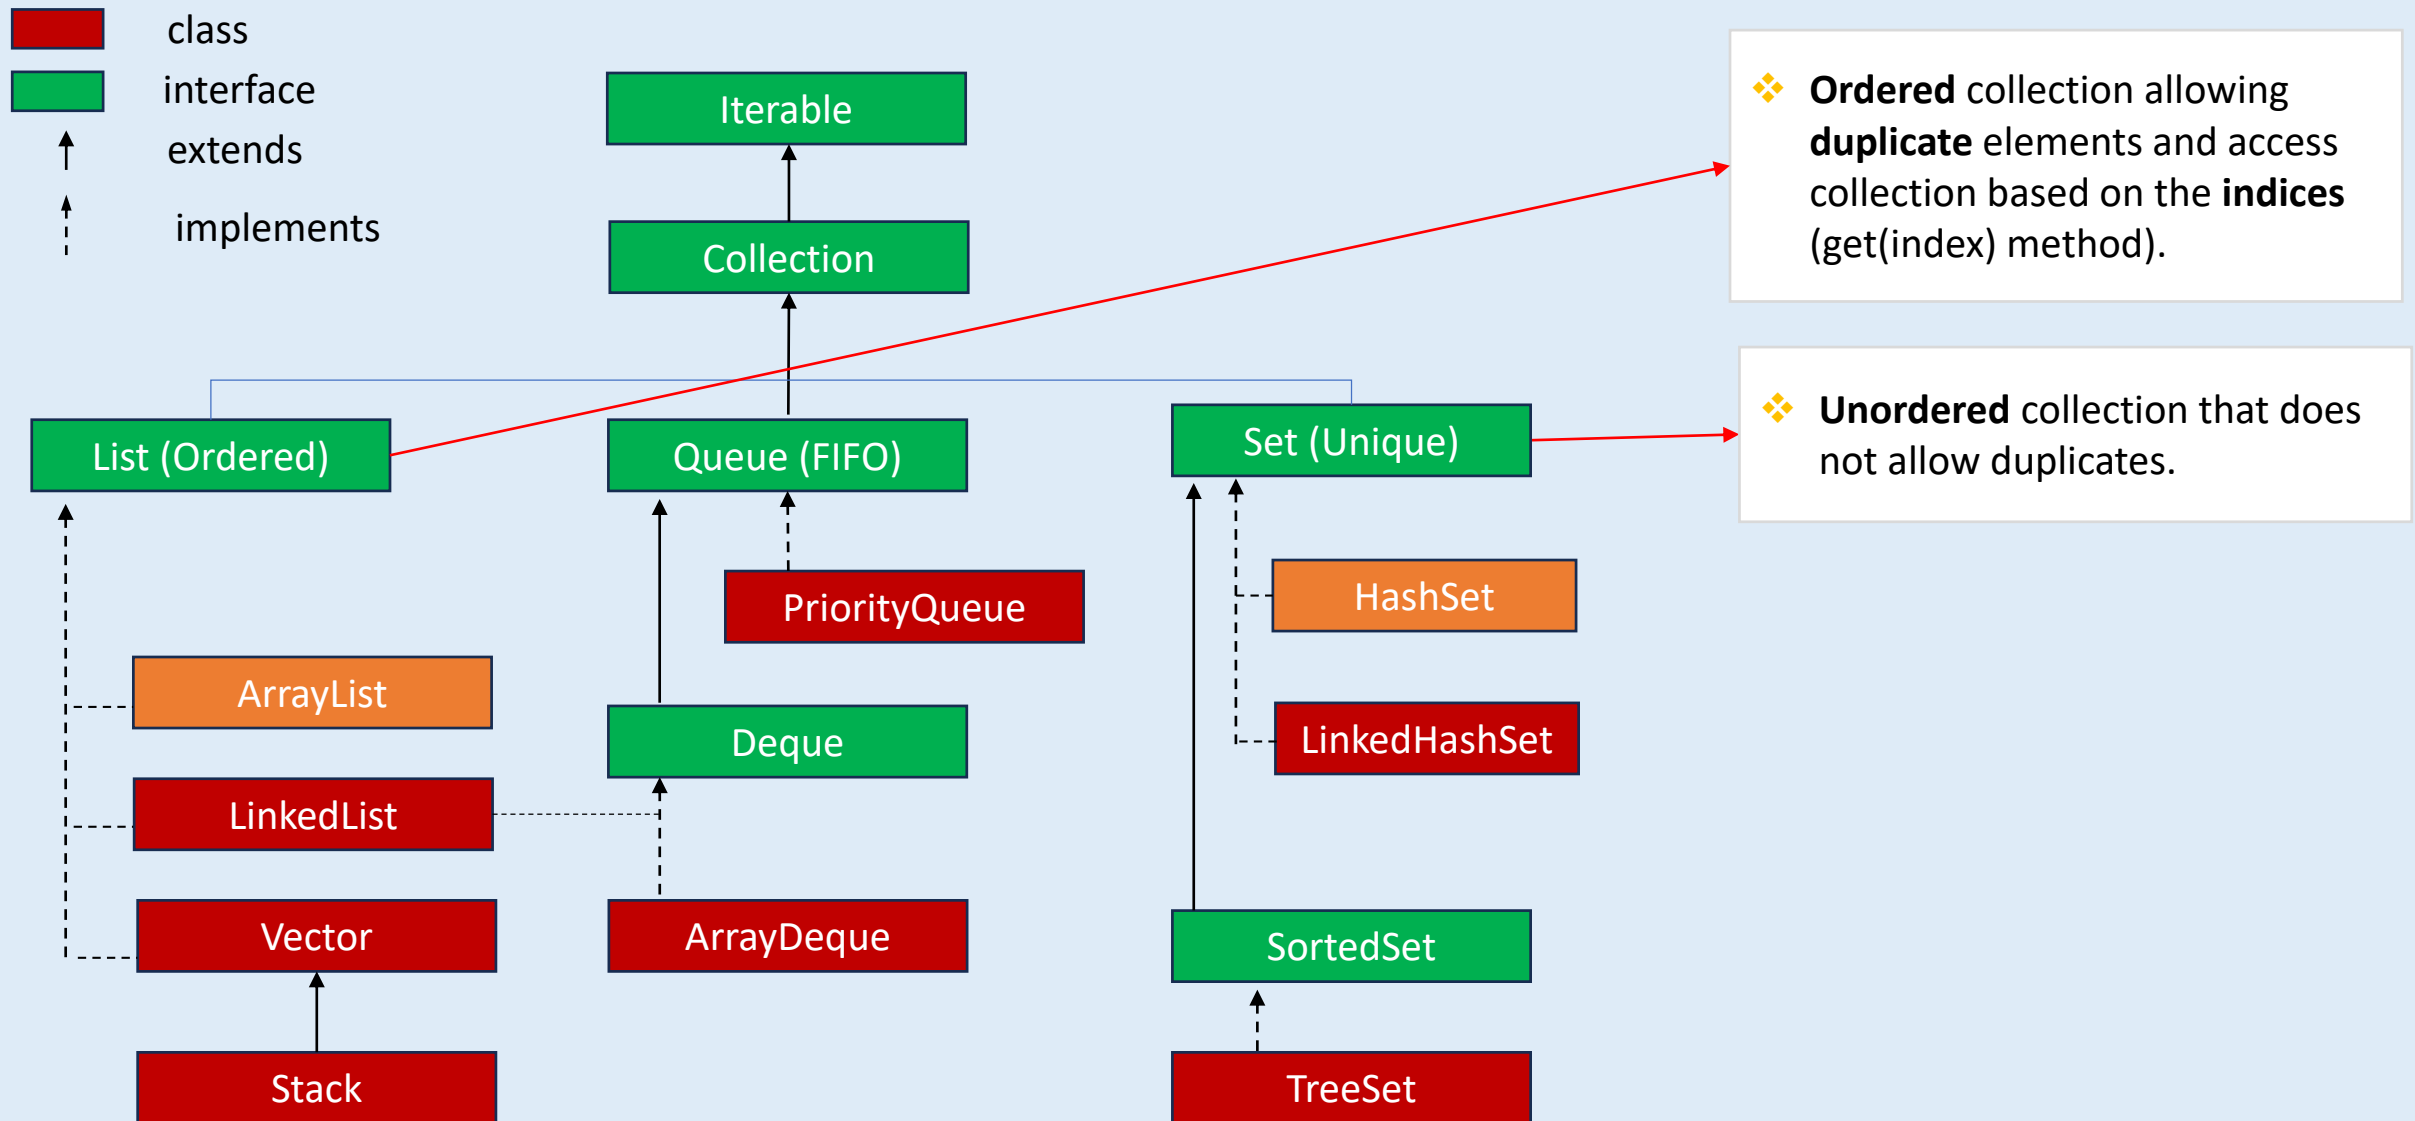 class
interface
extends
implements
Iterable
Collection
List (Ordered)
Queue (FIFO)
Set (Unique)
PriorityQueue
HashSet
ArrayList
Deque
LinkedHashSet
LinkedList
Vector
ArrayDeque
SortedSet
Stack
TreeSet
Ordered collection allowing
duplicate elements and access
collection based on the indices
(get(index) method).
Unordered collection that does
not allow duplicates.